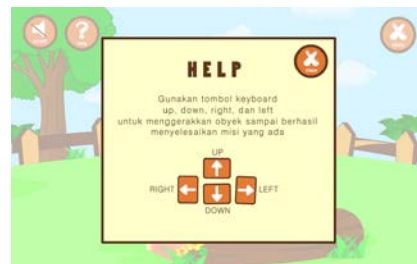 HELP
Gunakan tombol keyboard
up, down, right, dan left
untuk menggerakkan obyek sampai berhasil
menyelesaikan misi yang ada
UP
RIGHT
LEFT
DOWN